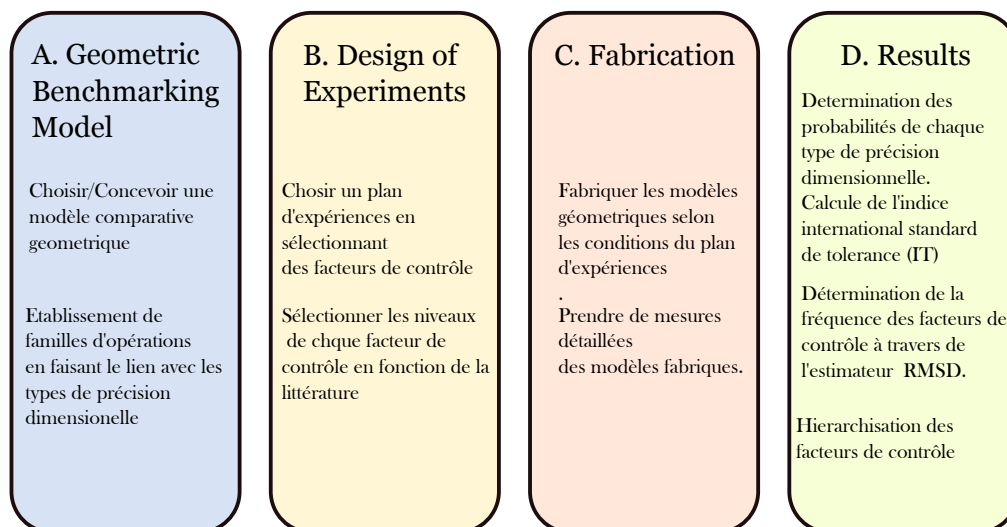 A. Geometric
Benchmarking
Model
Choisir/Concevoir une
modèle comparative
geometrique
Etablissement de
familles d'opérations
en faisant le lien avec les
types de précision
dimensionelle
B. Design of
Experiments
Chosir un plan
d'expériences en
sélectionnant
des facteurs de contrôle
Sélectionner les niveaux
de chque facteur de
contrôle en fonction de la
littérature
C. Fabrication
Fabriquer les modèles
géometriques selon
les conditions du plan
d'expériences
.
Prendre de mesures
détaillées
des modèles fabriques.
D. Results
Determination des
probabilités de chaque
type de précision
dimensionnelle.
Calcule de l'indice
international standard
de tolerance (IT)
Détermination de la
fréquence des facteurs de
contrôle à travers de
l'estimateur RMSD.
Hierarchisation des
facteurs de contrôle